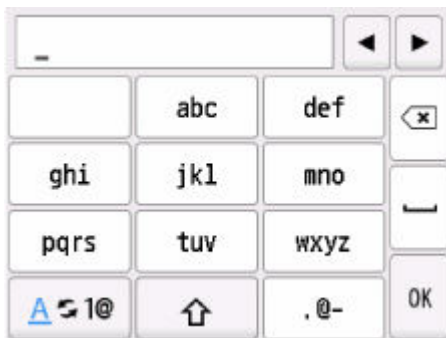 _
abc def
ghi jkl mno
pqrs tuv wxyz
A 1@ .@- OK